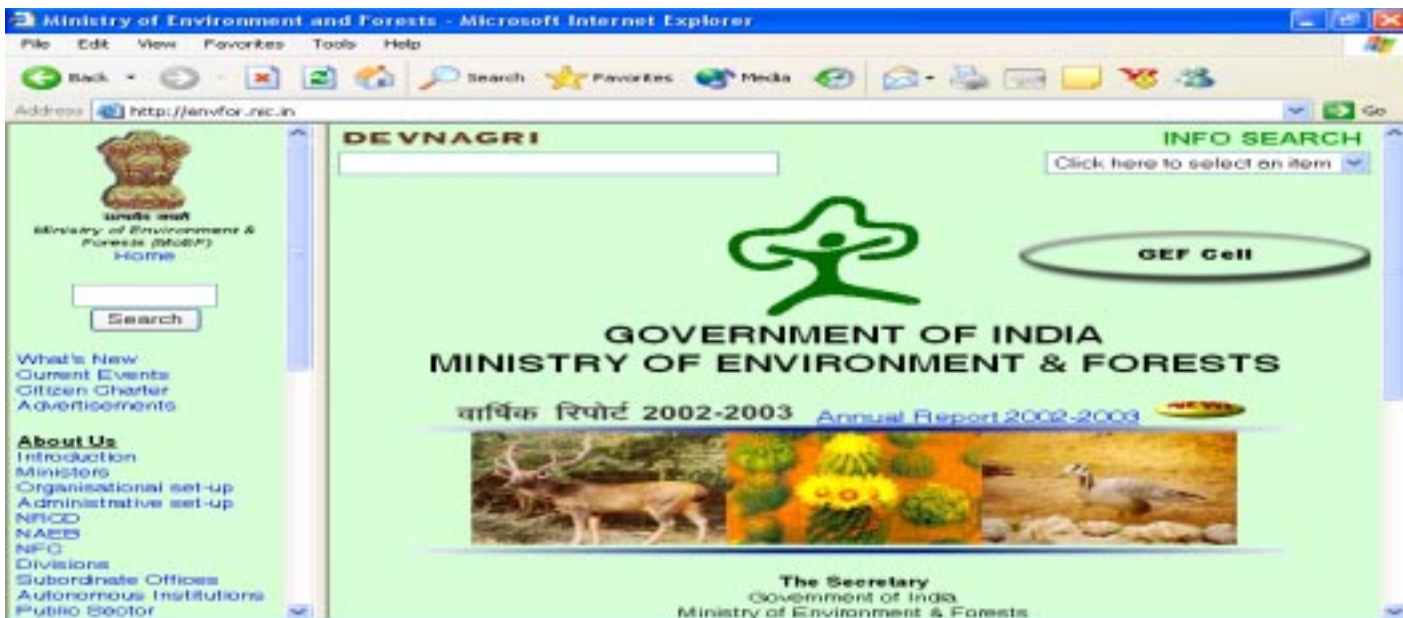 Ministry of Environment and Forests - Microsoft Internet Explorer
File Edit View Favorites Tools Help
Back Search Favorites Media
Address http://envfor.nic.in Go
सत्यमेव जयते
Ministry of Environment &
Forests (MoEF)
Home
Search
What's New
Current Events
Citizen Charter
Advertisements
About Us
Introduction
Ministers
Organisational set-up
Administrative set-up
NRCD
NAEB
NFC
Divisions
Subordinate Offices
Autonomous Institutions
Public Sector
DEVNAGRI
INFO SEARCH
Click here to select an item
GEF Cell
GOVERNMENT OF INDIA
MINISTRY OF ENVIRONMENT & FORESTS
वार्षिक रिपोर्ट 2002-2003 Annual Report 2002-2003
The Secretary
Government of India
Ministry of Environment & Forests